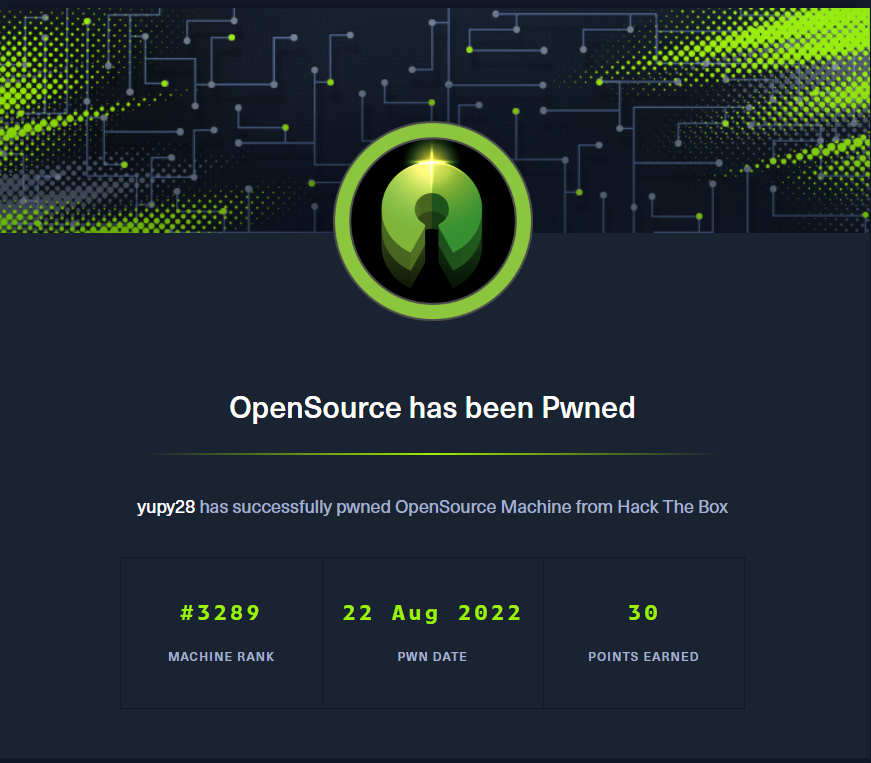 OpenSource has been Pwned
yupy28 has successfully pwned OpenSource Machine from Hack The Box
#3289
MACHINE RANK
22 Aug 2022
PWN DATE
30
POINTS EARNED